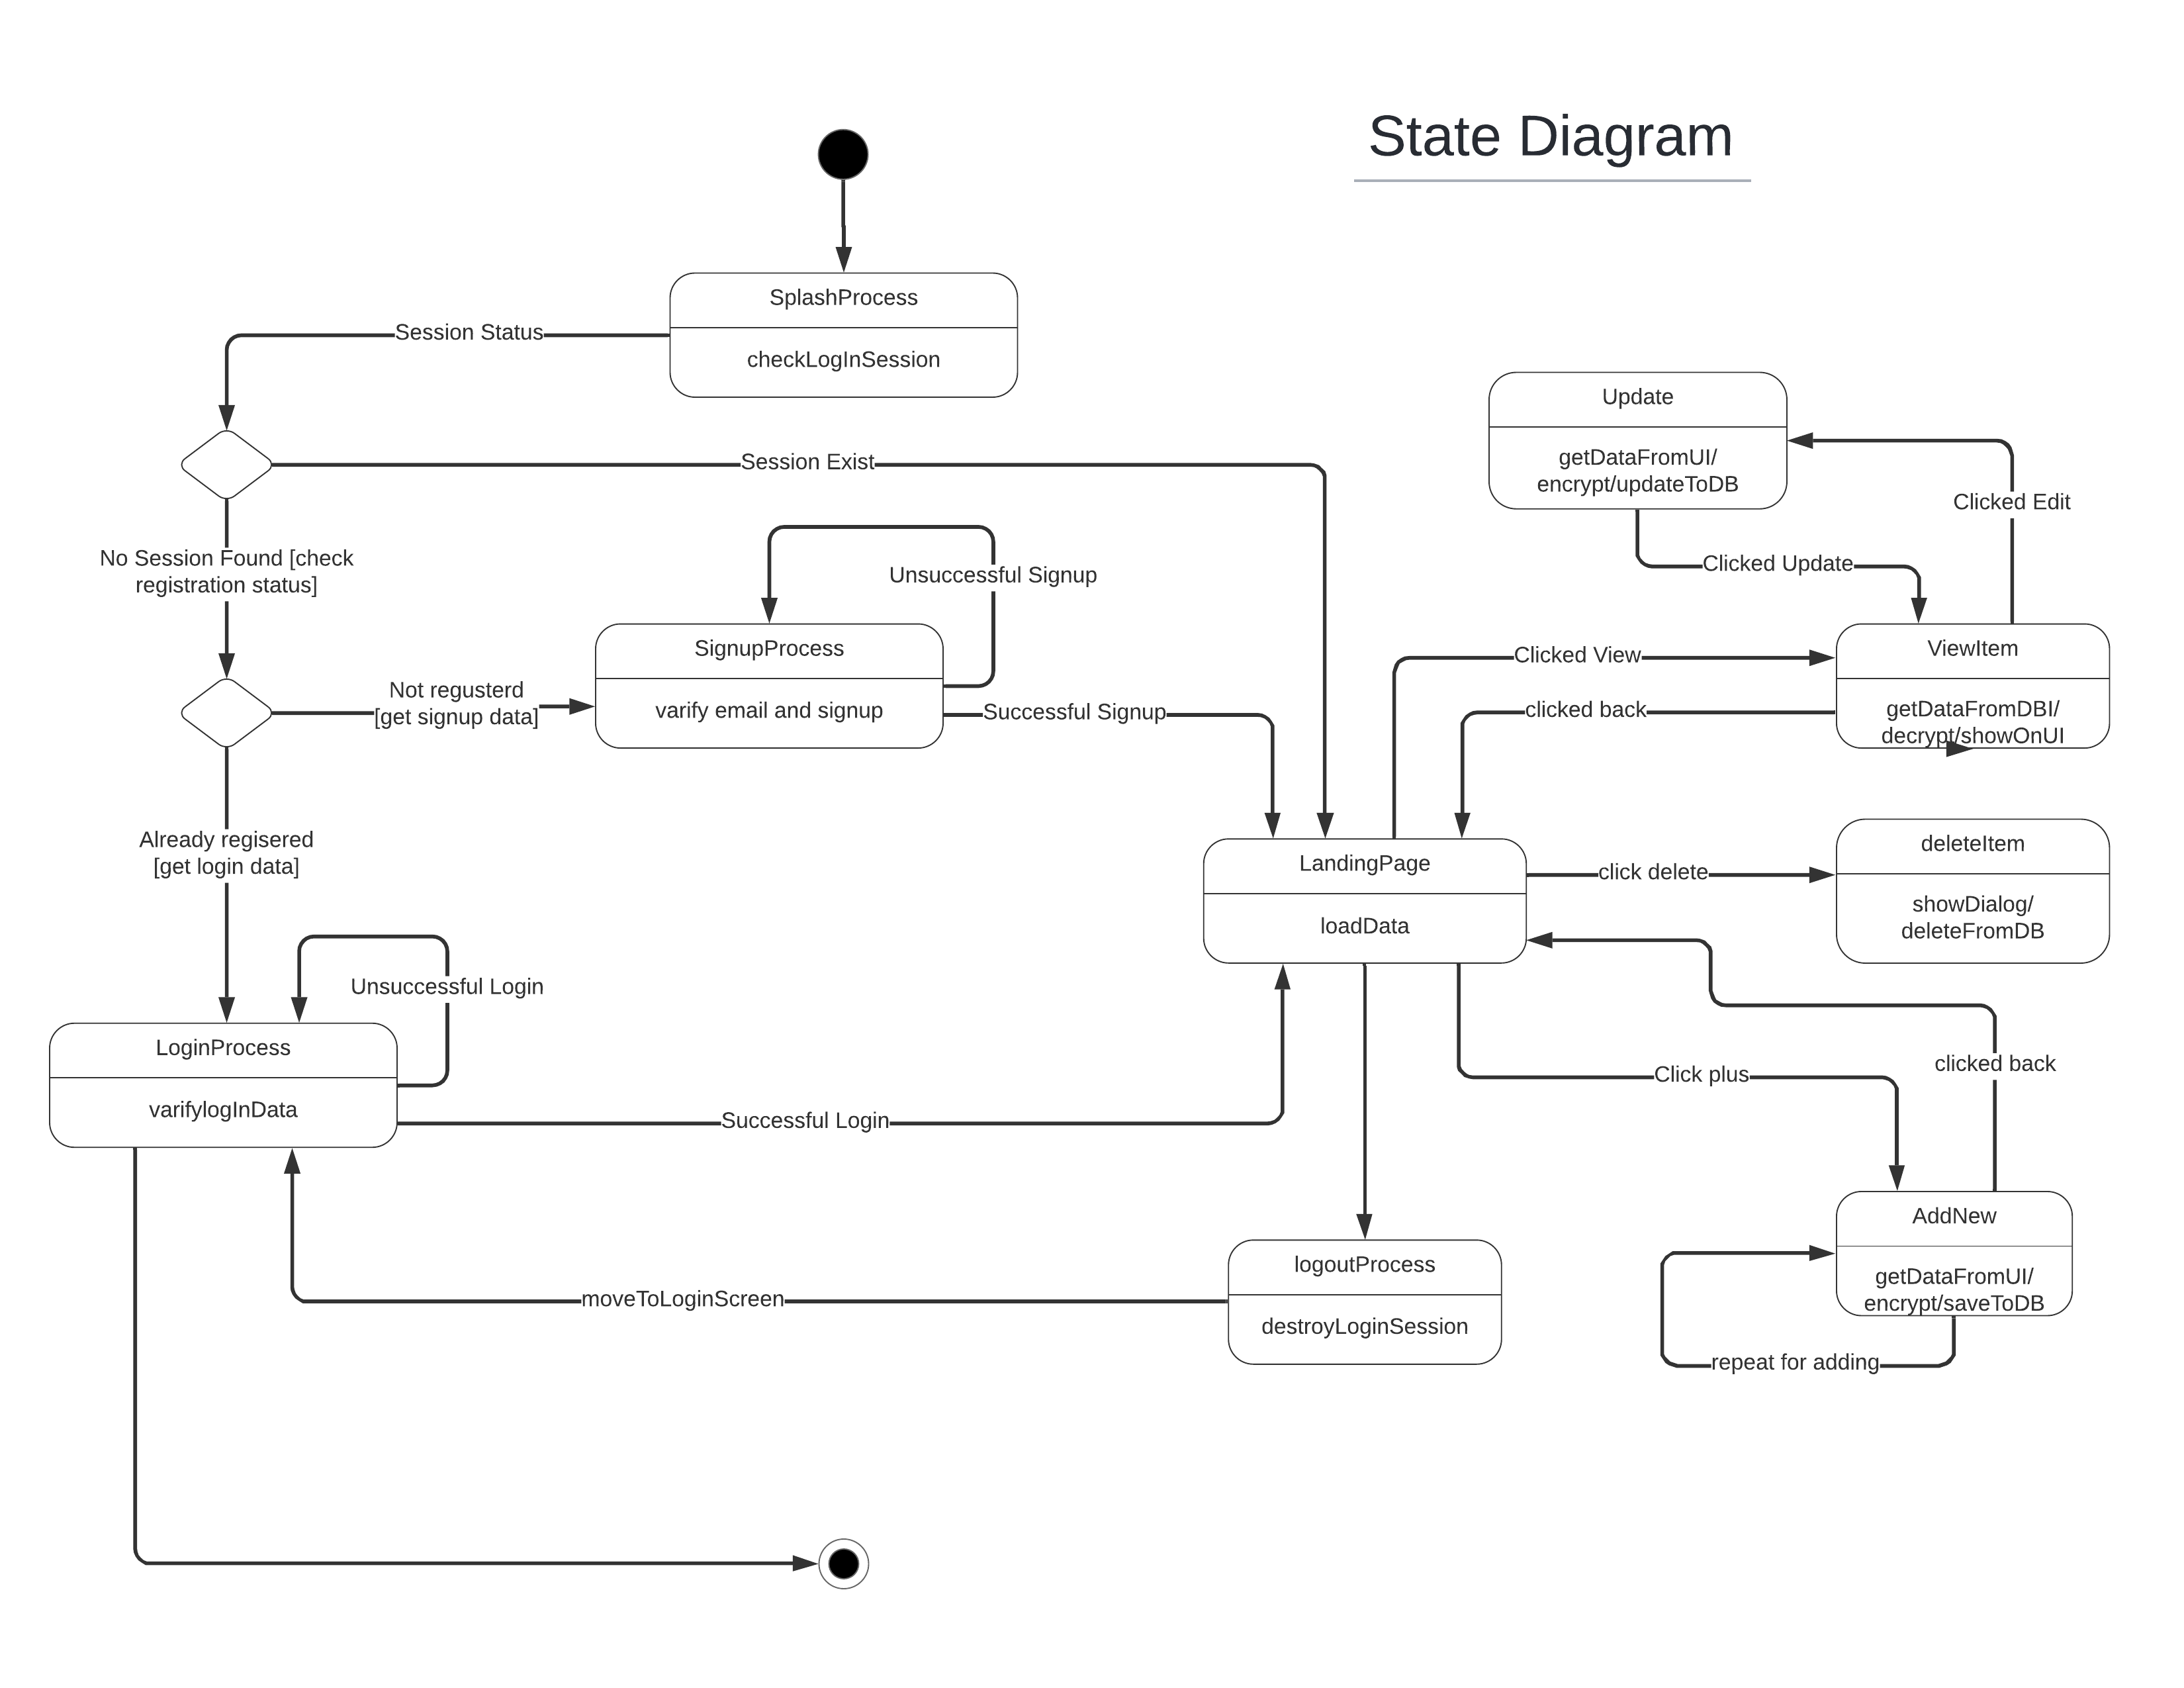 State Diagram
SplashProcess
checkLogInSession
Session Status
Session Exist
No Session Found [check
registration status]
Update
getDataFromUI/
encrypt/updateToDB
Clicked Edit
Clicked Update
Unsuccessful Signup
SignupProcess
varify email and signup
Not regusterd
[get signup data]
Successful Signup
Clicked View
clicked back
ViewItem
getDataFromDBI/
decrypt/showOnUI
Already regisered
[get login data]
LandingPage
loadData
click delete
deleteItem
showDialog/
deleteFromDB
Unsuccessful Login
LoginProcess
varifylogInData
Successful Login
Click plus
clicked back
AddNew
getDataFromUI/
encrypt/saveToDB
repeat for adding
logoutProcess
destroyLoginSession
moveToLoginScreen